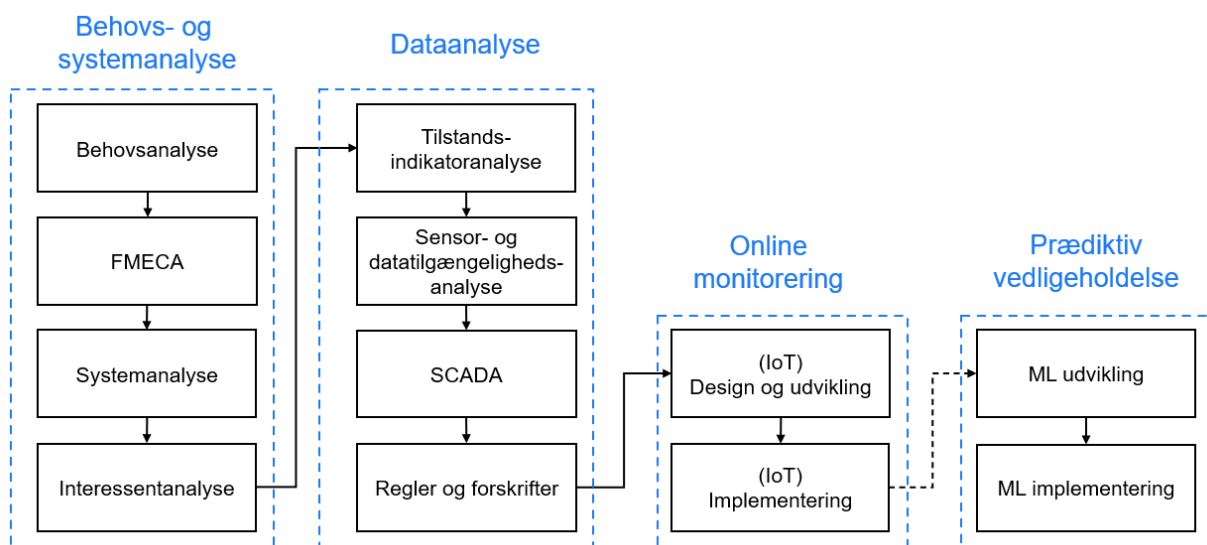 Behovs- og
systemanalyse
Behovsanalyse
FMECA
Systemanalyse
Interessentanalyse
Dataanalyse
Tilstands-
indikatoranalyse
Sensor- og
datatilgængeligheds-
analyse
SCADA
Regler og forskrifter
Online
monitorering
(IoT)
Design og udvikling
(IoT)
Implementering
Prædiktiv
vedligeholdelse
ML udvikling
ML implementering